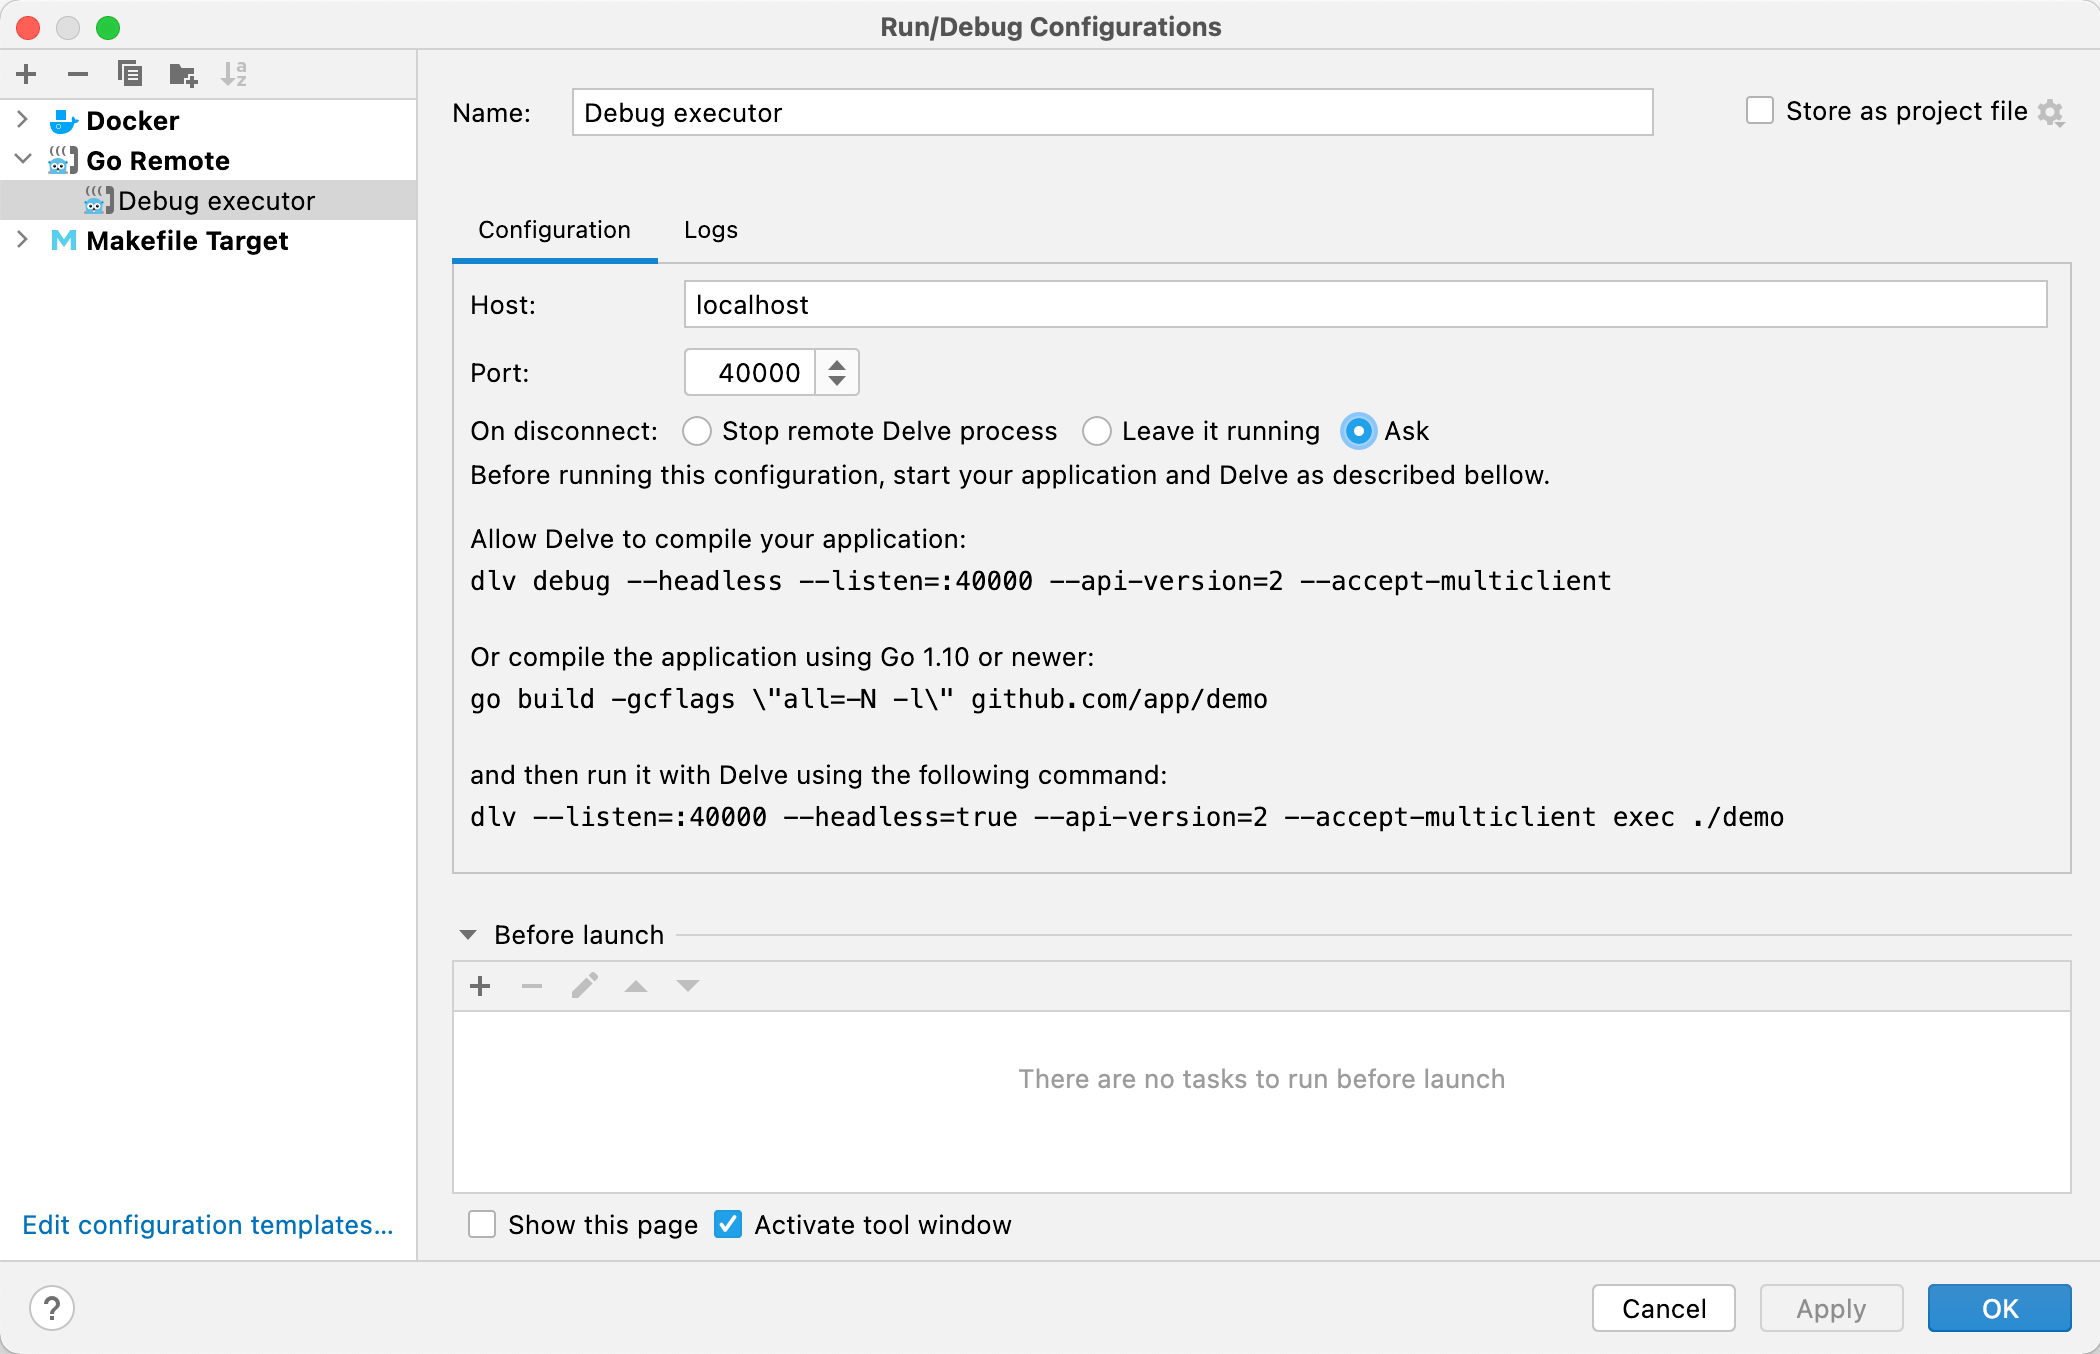 Run/Debug Configurations
Docker
Go Remote
Debug executor
Makefile Target
Edit configuration templates...
Name: Debug executor
Store as project file
Configuration Logs
Host: localhost
Port: 40000
On disconnect: Stop remote Delve process Leave it running Ask
Before running this configuration, start your application and Delve as described bellow.
Allow Delve to compile your application:
dlv debug --headless --listen=:40000 --api-version=2 --accept-multiclient
Or compile the application using Go 1.10 or newer:
go build -gcflags \"all=-N -l\" github.com/app/demo
and then run it with Delve using the following command:
dlv --listen=:40000 --headless=true --api-version=2 --accept-multiclient exec ./demo
Before launch
There are no tasks to run before launch
Show this page Activate tool window
? Cancel Apply OK